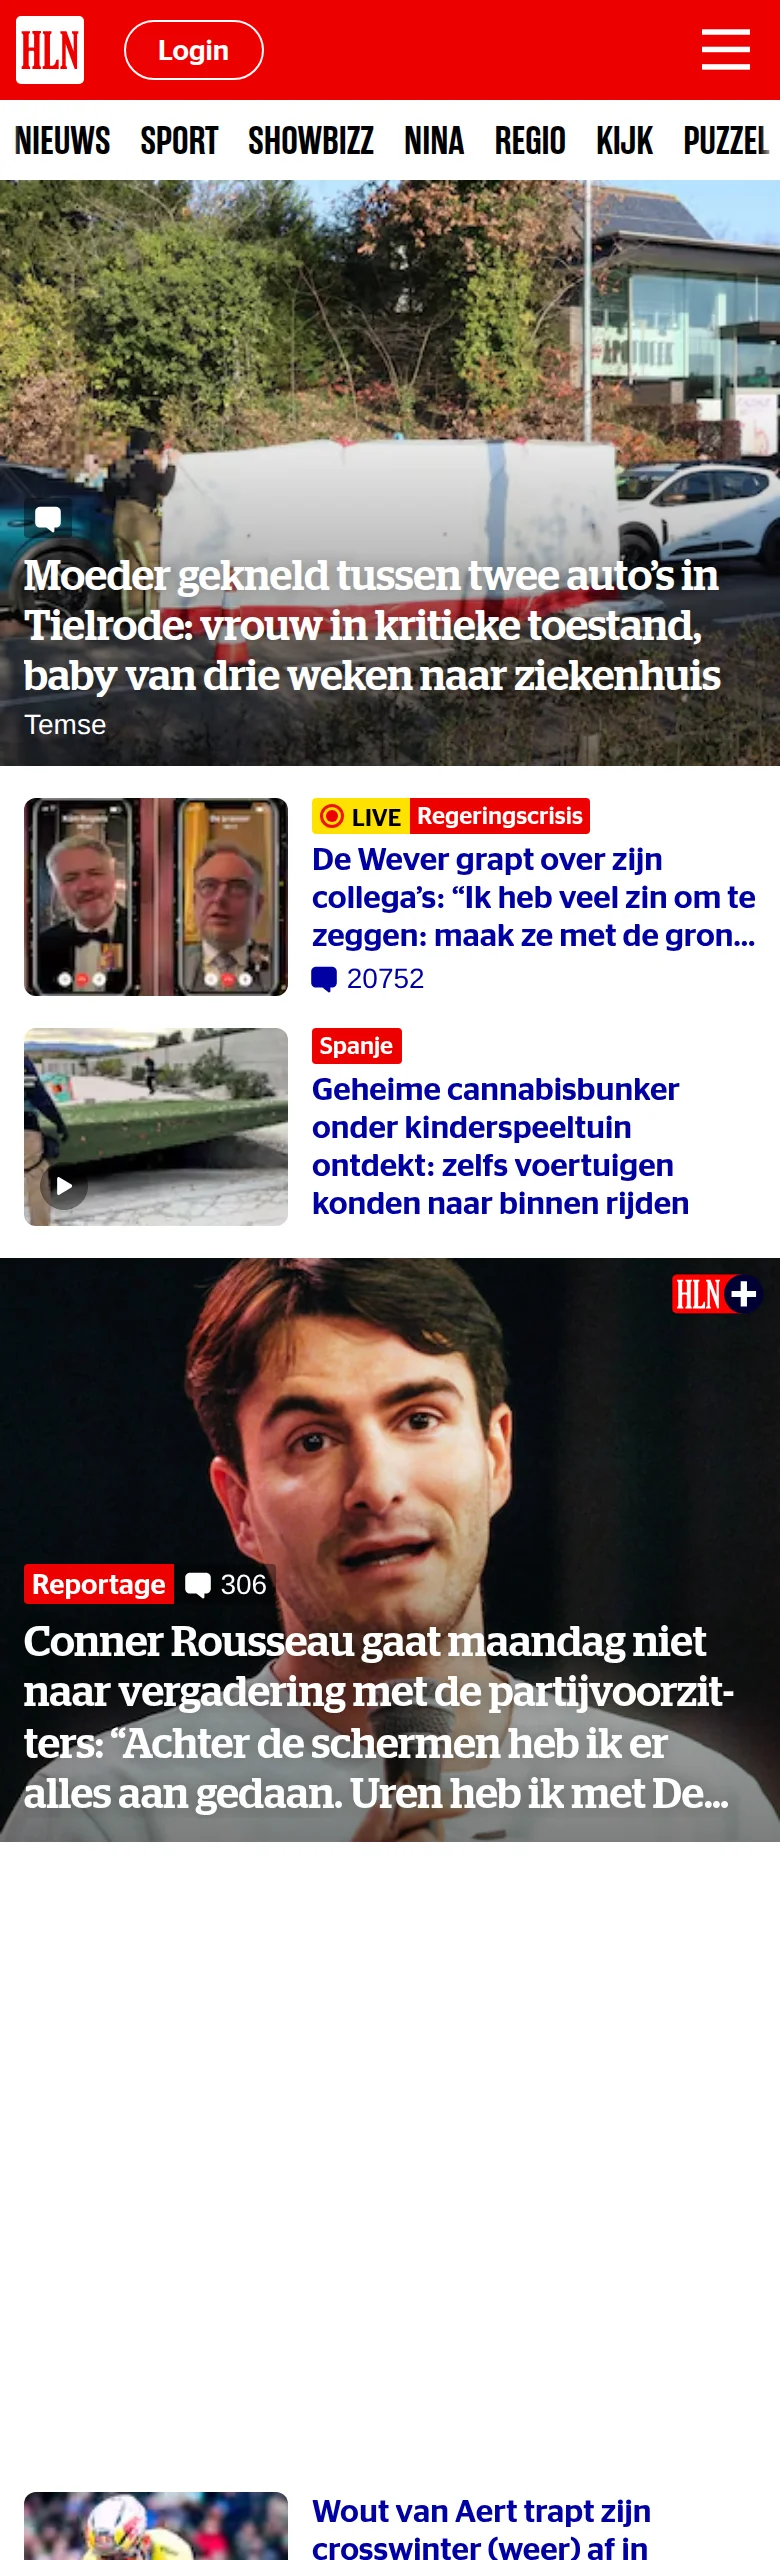 HLN
Login
NIEUWS SPORT SHOWBIZZ NINA REGIO KIJK PUZZEL
Moeder gekneld tussen twee auto’s in
Tielrode: vrouw in kritieke toestand,
baby van drie weken naar ziekenhuis
Temse
LIVE Regeringscrisis
De Wever grapt over zijn
collega’s: “Ik heb veel zin om te
zeggen: maak ze met de gron...
20752
Spanje
Geheime cannabisbunker
onder kinderspeeltuin
ontdekt: zelfs voertuigen
konden naar binnen rijden
HLN+
Reportage 306
Conner Rousseau gaat maandag niet
naar vergadering met de partijvoorzit-
ters: “Achter de schermen heb ik er
alles aan gedaan. Uren heb ik met De...
Wout van Aert trapt zijn
crosswinter (weer) af in